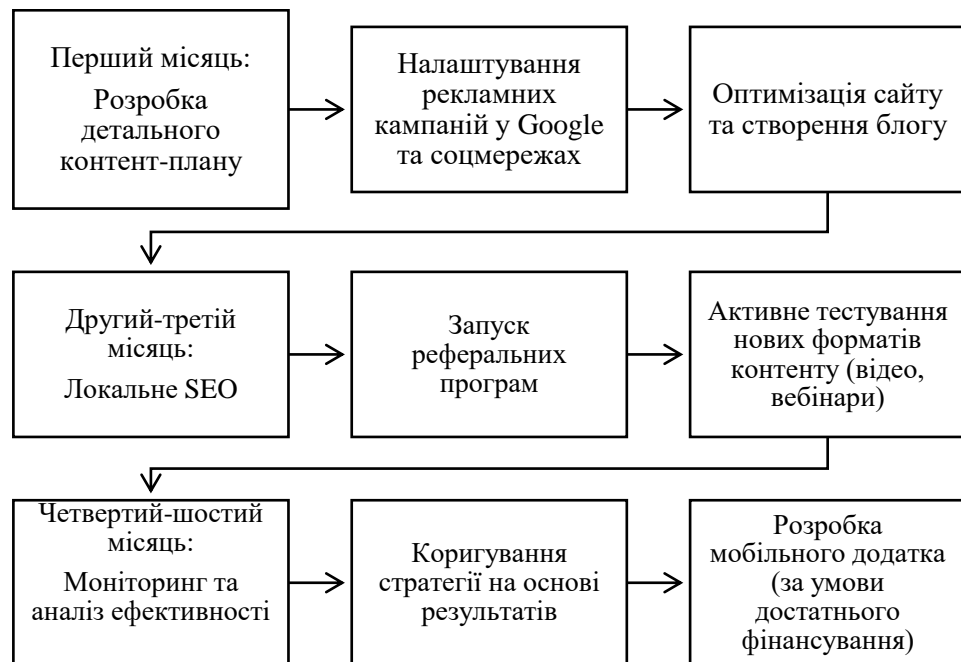 Перший місяць:
Розробка
детального
контент-плану
Налаштування
рекламних
кампаній у Google
та соцмережах
Оптимізація сайту
та створення блогу
Другий-третій
місяць:
Локальне SEO
Запуск
реферальних
програм
Активне тестування
нових форматів
контенту (відео,
вебінари)
Четвертий-шостий
місяць:
Моніторинг та
аналіз ефективності
Коригування
стратегії на основі
результатів
Розробка
мобільного додатка
(за умови
достатнього
фінансування)